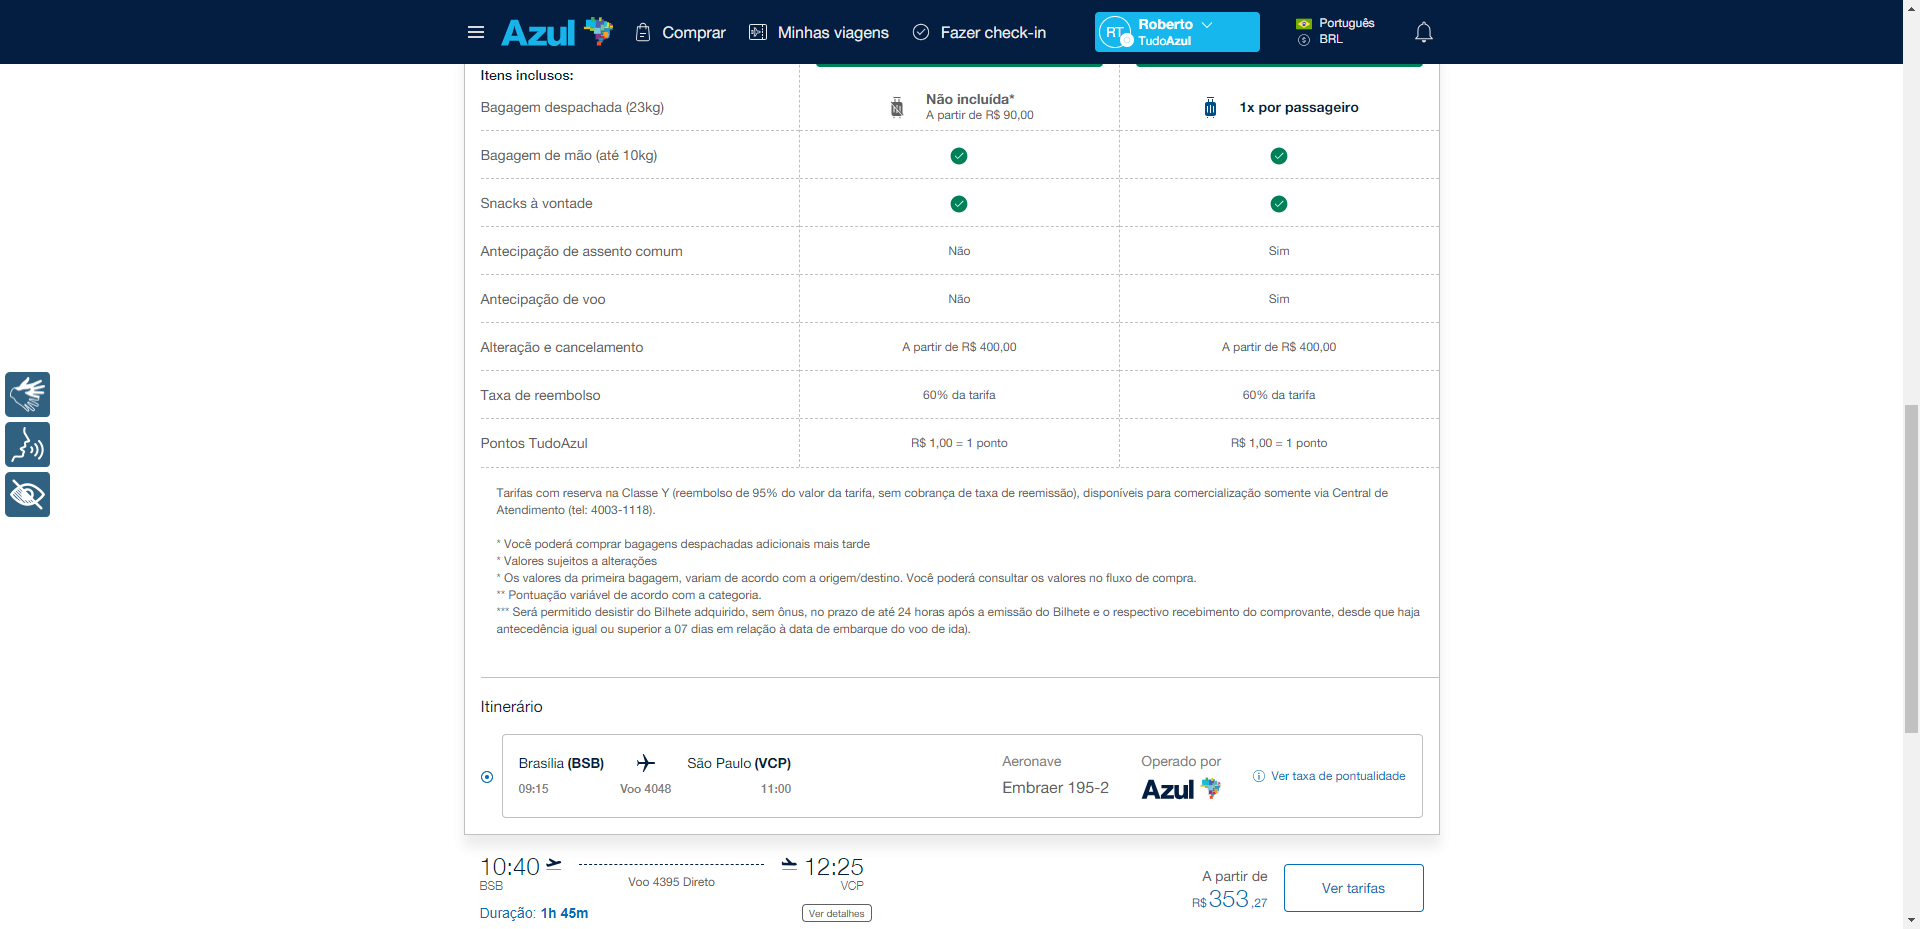 Azul
Comprar
Minhas viagens
Fazer check-in
RT
Roberto
TudoAzul
Português
BRL
Itens inclusos:
Bagagem despachada (23kg)
Não incluída*
A partir de R$ 90,00
1x por passageiro
Bagagem de mão (até 10kg)
Snacks à vontade
Antecipação de assento comum Não Sim
Antecipação de voo Não Sim
Alteração e cancelamento A partir de R$ 400,00 A partir de R$ 400,00
Taxa de reembolso 60% da tarifa 60% da tarifa
Pontos TudoAzul R$ 1,00 = 1 ponto R$ 1,00 = 1 ponto
Tarifas com reserva na Classe Y (reembolso de 95% do valor da tarifa, sem cobrança de taxa de reemissão), disponíveis para comercialização somente via Central de
Atendimento (tel: 4003-1118).
* Você poderá comprar bagagens despachadas adicionais mais tarde
* Valores sujeitos a alterações
* Os valores da primeira bagagem, variam de acordo com a origem/destino. Você poderá consultar os valores no fluxo de compra.
** Pontuação variável de acordo com a categoria.
*** Será permitido desistir do Bilhete adquirido, sem ônus, no prazo de até 24 horas após a emissão do Bilhete e o respectivo recebimento do comprovante, desde que haja
antecedência igual ou superior a 07 dias em relação à data de embarque do voo de ida).
Itinerário
Brasília (BSB) São Paulo (VCP)
09:15 Voo 4048 11:00
Aeronave
Embraer 195-2
Operado por
Azul
Ver taxa de pontualidade
10:40 12:25
BSB Voo 4395 Direto VCP
Duração: 1h 45m
Ver detalhes
A partir de
R$ 353,27
Ver tarifas